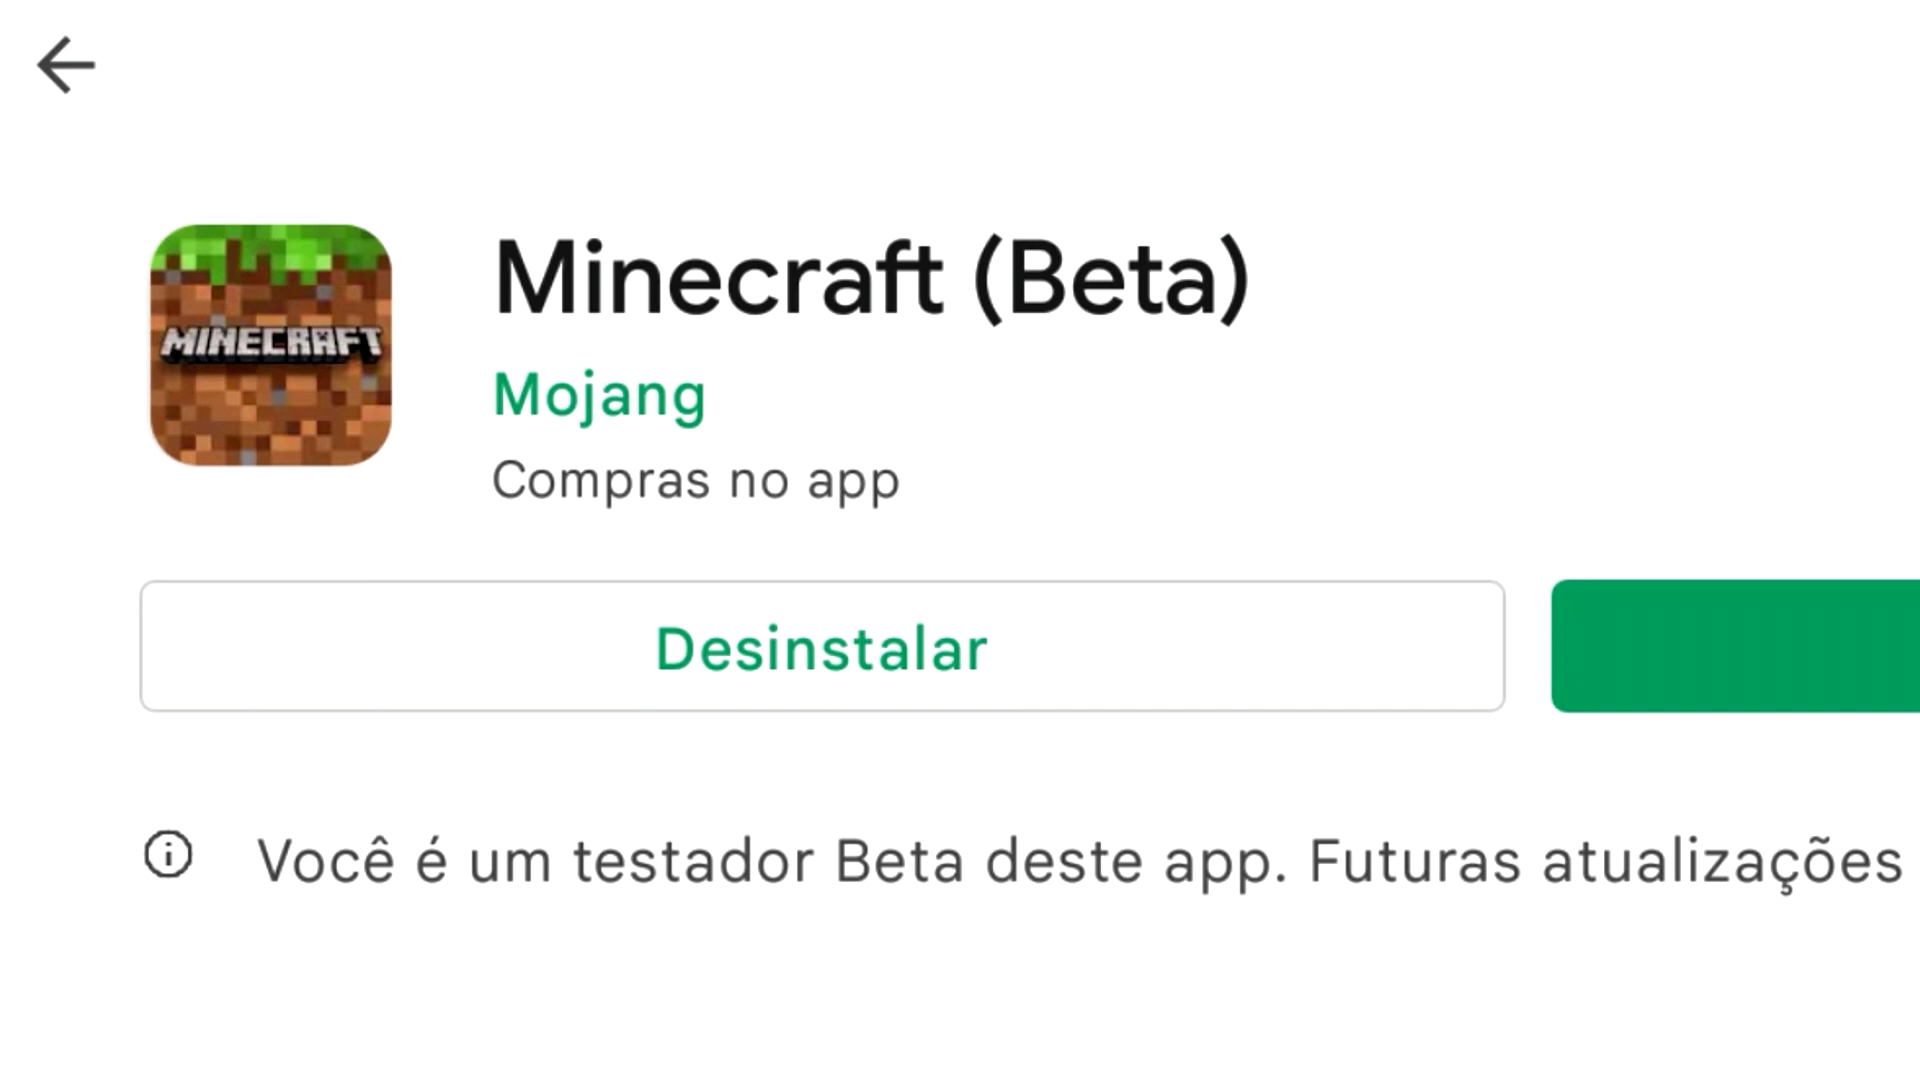 Minecraft (Beta)
MINECRAFT
Mojang
Compras no app
Desinstalar
Você é um testador Beta deste app. Futuras atualizações